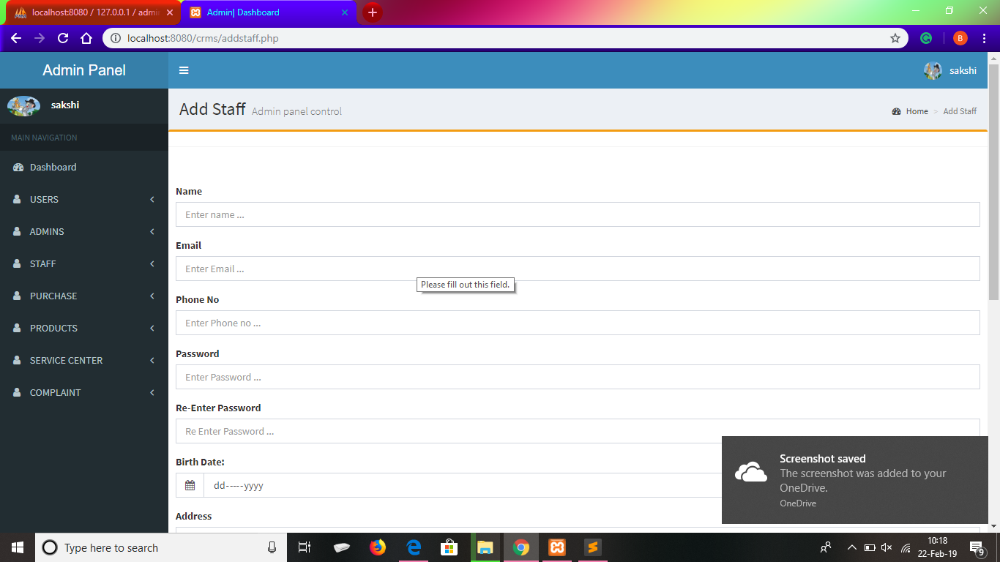 localhost:8080 / 127.0.0.1 / admi
Admin| Dashboard
localhost:8080/crms/addstaff.php
B
Admin Panel
sakshi
sakshi
Add Staff Admin panel control
Home > Add Staff
MAIN NAVIGATION
Dashboard
USERS
ADMINS
STAFF
PURCHASE
PRODUCTS
SERVICE CENTER
COMPLAINT
Name
Enter name ...
Email
Enter Email ...
Please fill out this field.
Phone No
Enter Phone no ...
Password
Enter Password ...
Re-Enter Password
Re Enter Password ...
Birth Date:
dd-----yyyy
Address
Screenshot saved
The screenshot was added to your
OneDrive.
OneDrive
Type here to search
10:18
22-Feb-19
9